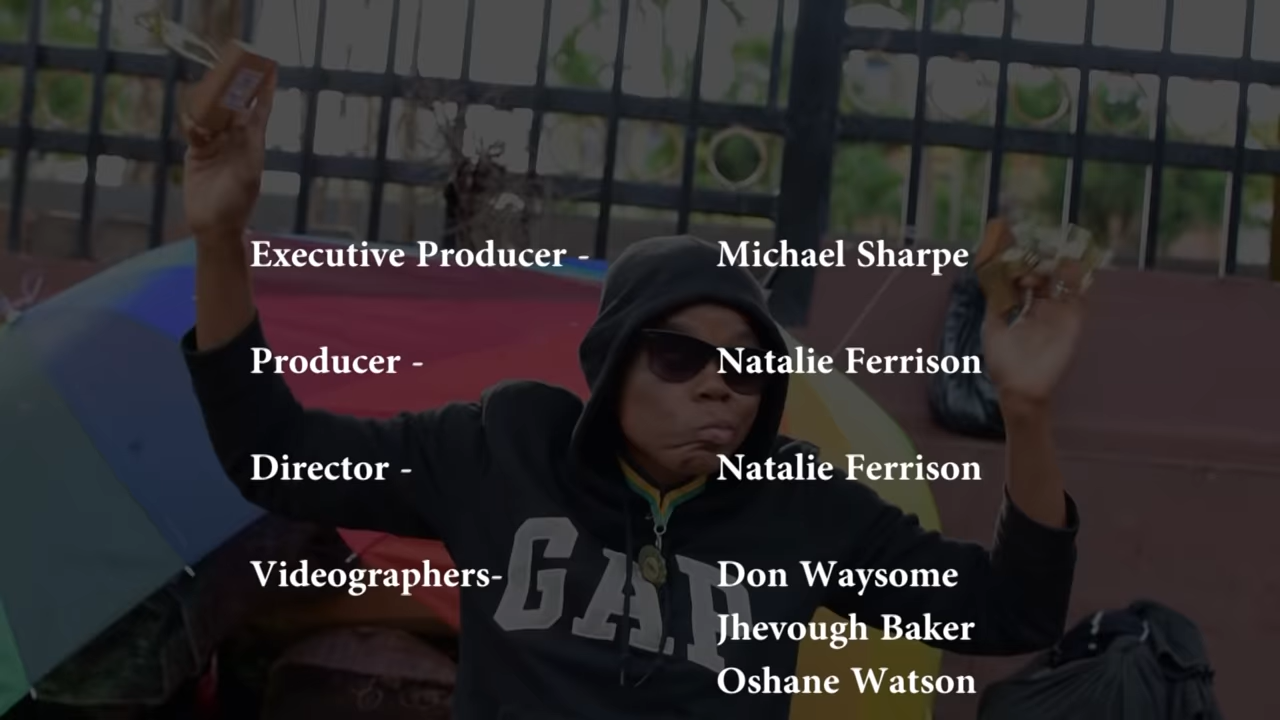 Executive Producer - Michael Sharpe
Producer - Natalie Ferrison
Director - Natalie Ferrison
Videographers- Don Waysome
Jhevough Baker
Oshane Watson
GAP